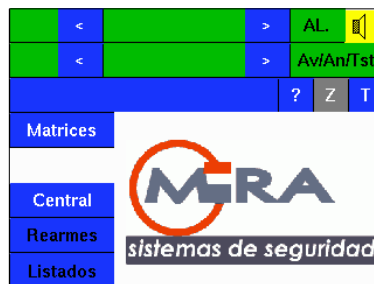 < > AL.
< > Av/An/Tst
? Z T
Matrices
Central
MIRA
Rearmes
sistemas de seguridad
Listados